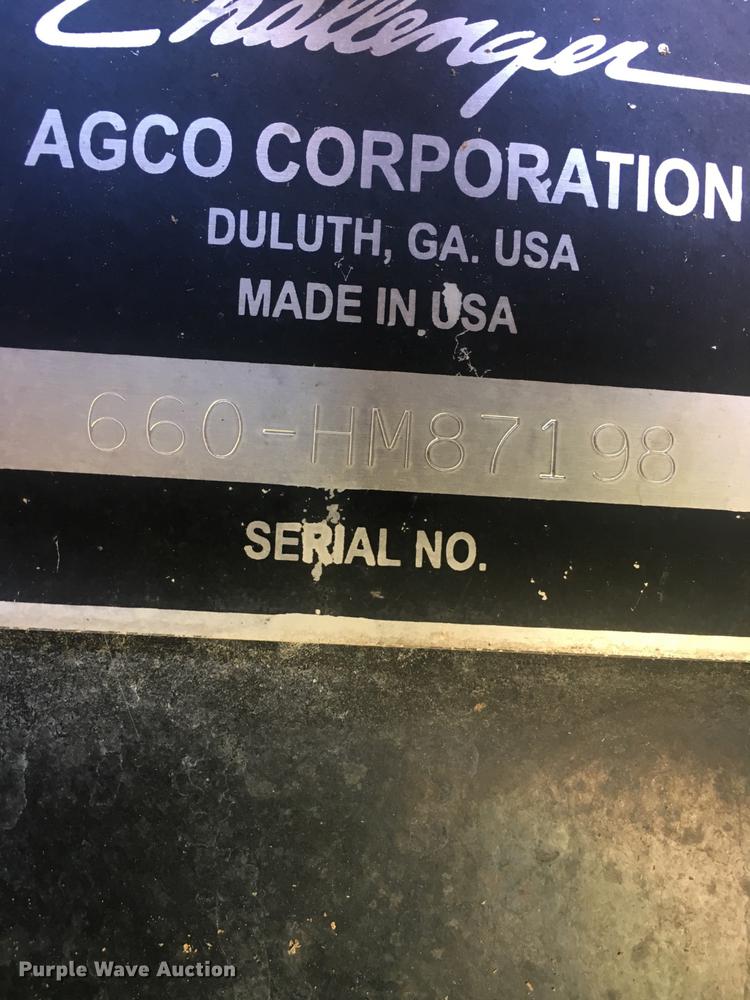 Challenger
AGCO CORPORATION
DULUTH, GA. USA
MADE IN USA
660-HM87198
SERIAL NO.
Purple Wave Auction